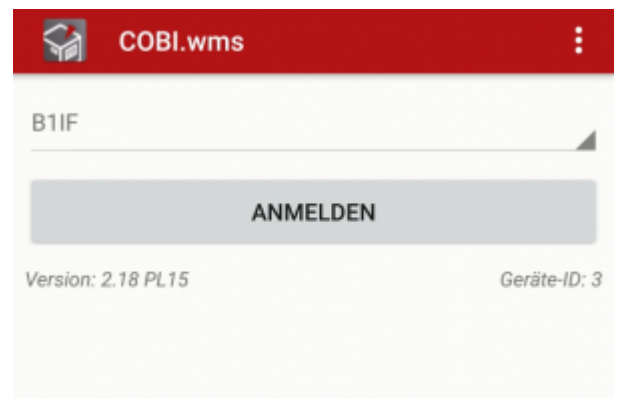 COBI.wms
B1IF
ANMELDEN
Version: 2.18 PL15
Geräte-ID: 3